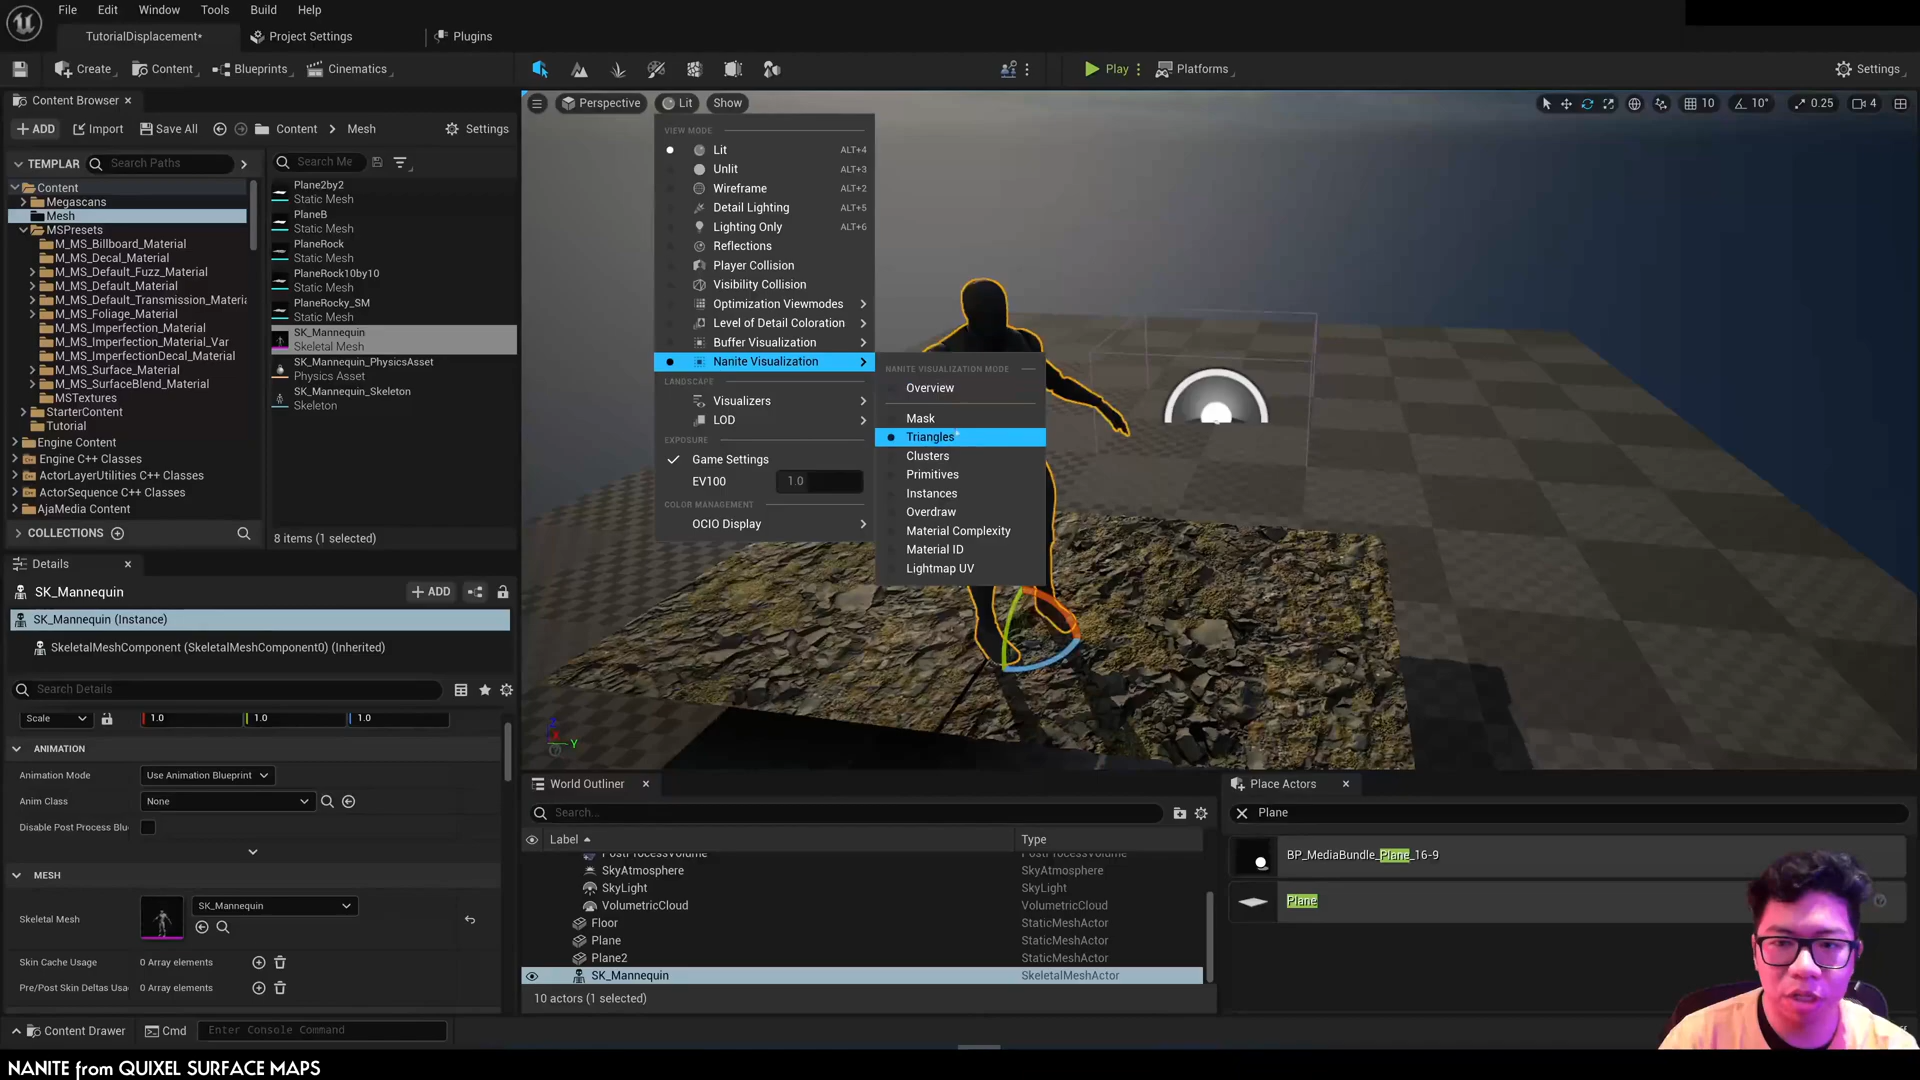 File Edit Window Tools Build Help
TutorialDisplacement* Project Settings Plugins
Create Content Blueprints Cinematics Play Platforms Settings
Content Browser
ADD Import Save All Content Mesh Settings
TEMPLAR Search Paths
Content
Megascans
Mesh
MSPresets
M_MS_Billboard_Material
M_MS_Decal_Material
M_MS_Default_Fuzz_Material
M_MS_Default_Material
M_MS_Default_Transmission_Materia
M_MS_Foliage_Material
M_MS_Imperfection_Material
M_MS_Imperfection_Material_Var
M_MS_ImperfectionDecal_Material
M_MS_Surface_Material
M_MS_SurfaceBlend_Material
MSTextures
StarterContent
Tutorial
Engine Content
Engine C++ Classes
ActorLayerUtilities C++ Classes
ActorSequence C++ Classes
AjaMedia Content
COLLECTIONS
Search Me
Plane2by2
Static Mesh
PlaneB
Static Mesh
PlaneRock
Static Mesh
PlaneRock10by10
Static Mesh
PlaneRocky_SM
Static Mesh
SK_Mannequin
Skeletal Mesh
SK_Mannequin_PhysicsAsset
Physics Asset
SK_Mannequin_Skeleton
Skeleton
8 items (1 selected)
Perspective Lit Show
10 10° 0.25 4
VIEW MODE
Lit ALT+4
Unlit ALT+3
Wireframe ALT+2
Detail Lighting ALT+5
Lighting Only ALT+6
Reflections
Player Collision
Visibility Collision
Optimization Viewmodes
Level of Detail Coloration
Buffer Visualization
Nanite Visualization
LANDSCAPE
Visualizers
LOD
EXPOSURE
Game Settings
EV100 1.0
COLOR MANAGEMENT
OCIO Display
NANITE VISUALIZATION MODE
Overview
Mask
Triangles
Clusters
Primitives
Instances
Overdraw
Material Complexity
Material ID
Lightmap UV
Y
Details
SK_Mannequin ADD
SK_Mannequin (Instance)
SkeletalMeshComponent (SkeletalMeshComponent0) (Inherited)
Search Details
Scale 1.0 1.0 1.0
ANIMATION
Animation Mode Use Animation Blueprint
Anim Class None
Disable Post Process Blu
MESH
Skeletal Mesh SK_Mannequin
Skin Cache Usage 0 Array elements
Pre/Post Skin Deltas Usa 0 Array elements
World Outliner
Search...
Label Type
PostProcessVolume PostProcessVolume
SkyAtmosphere SkyAtmosphere
SkyLight SkyLight
VolumetricCloud VolumetricCloud
Floor StaticMeshActor
Plane StaticMeshActor
Plane2 StaticMeshActor
SK_Mannequin SkeletalMeshActor
10 actors (1 selected)
Place Actors
Plane
BP_MediaBundle_Plane_16-9
Plane
Content Drawer Cmd Enter Console Command
NANITE from QUIXEL SURFACE MAPS